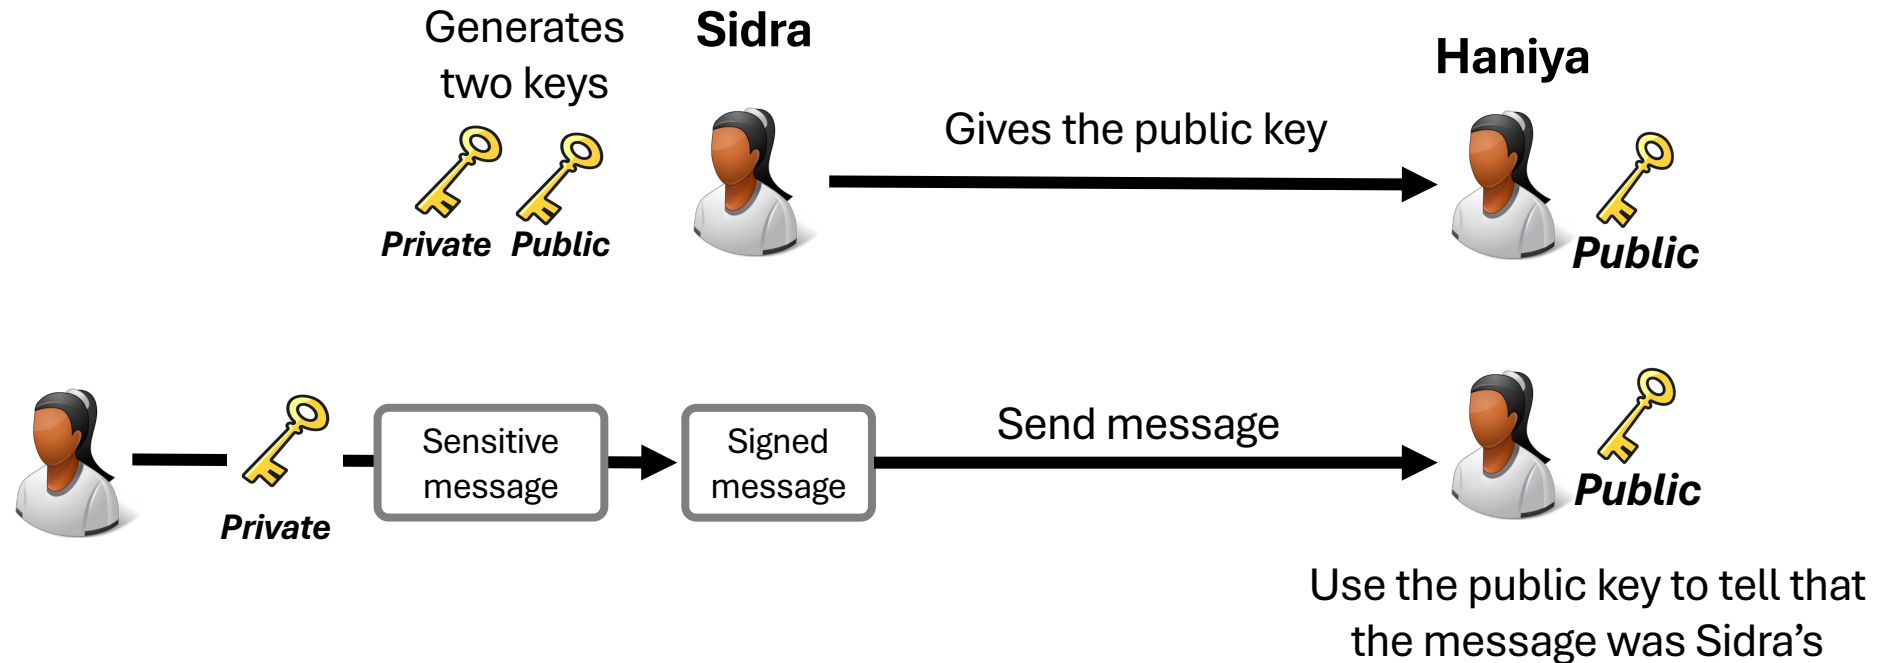 Generates
two keys
Sidra
Haniya
Gives the public key
Private Public
Public
Sensitive
message
Signed
message
Send message
Private
Public
Use the public key to tell that
the message was Sidra’s